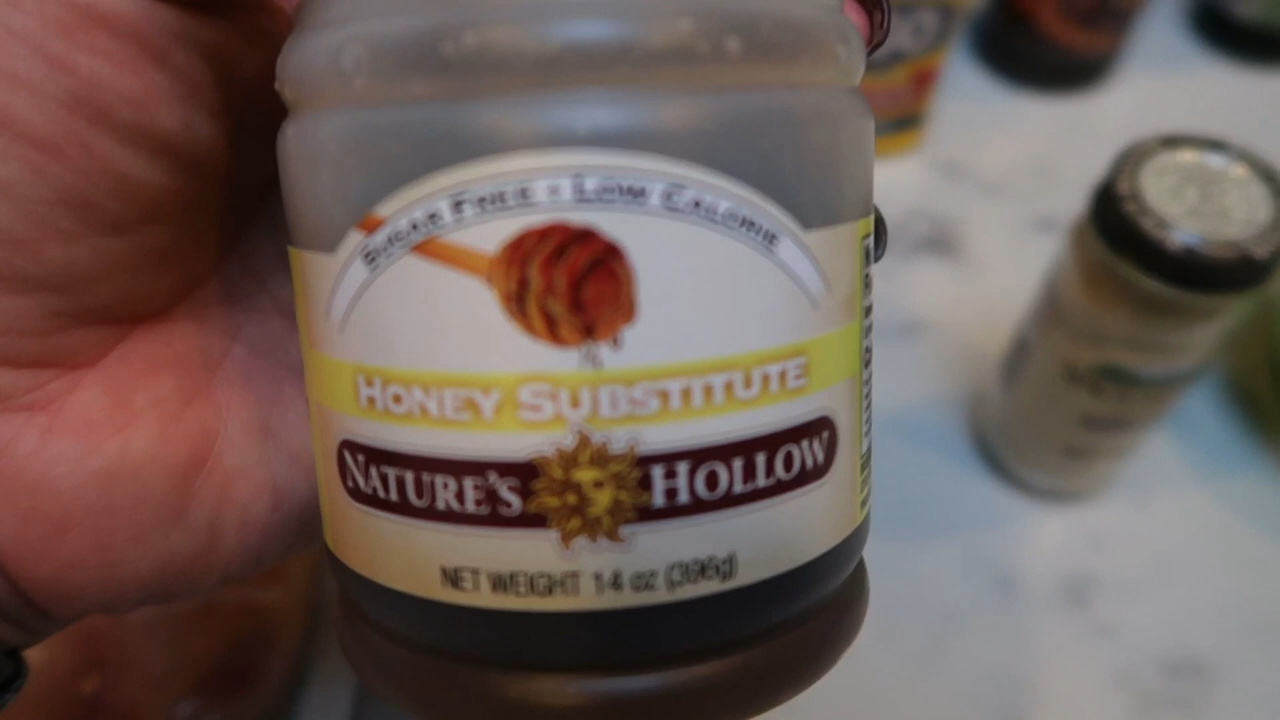 Sugar Free • Low Calorie
HONEY SUBSTITUTE
NATURE'S HOLLOW
NET WEIGHT 14 oz (396g)